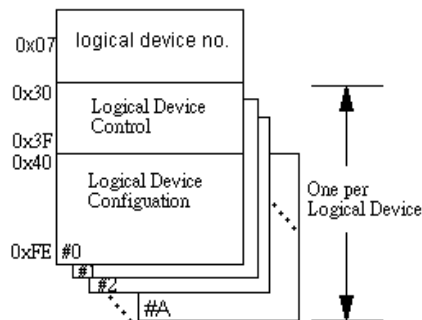 0x07
logical device no.
0x30
Logical Device
Control
0x3F
0x40
Logical Device
Configuation
One per
Logical Device
0xFE
#0
#1
#2
#A